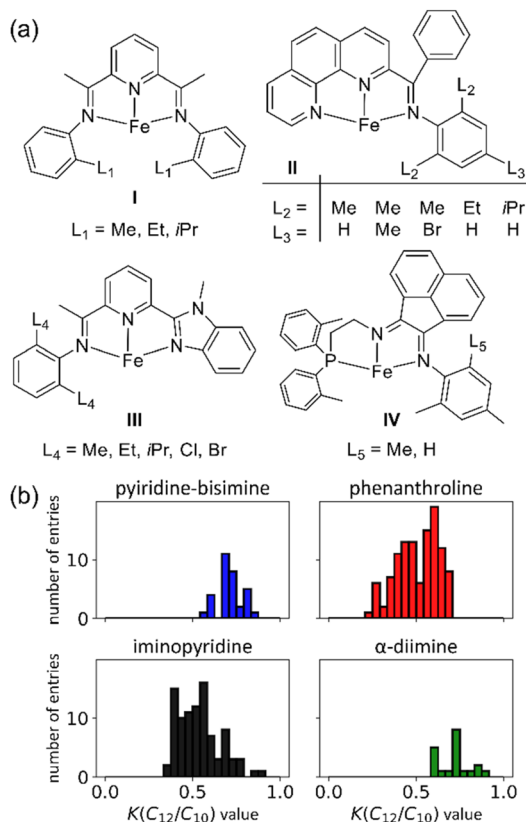 (a)
N
N
N
Fe
L1
L1
I
L1 = Me, Et, iPr
N
N
N
Fe
L2
L2
L3
II
L2 = Me Me Me Et iPr
L3 = H Me Br H H
L4
L4
N
N
N
N
Fe
III
L4 = Me, Et, iPr, Cl, Br
P
N
N
Fe
L5
IV
L5 = Me, H
(b)
pyiridine-bisimine
phenanthroline
number of entries
10
0
iminopyridine
α-diimine
number of entries
10
0
0.0 0.5 1.0
K(C12/C10) value
0.0 0.5 1.0
K(C12/C10) value